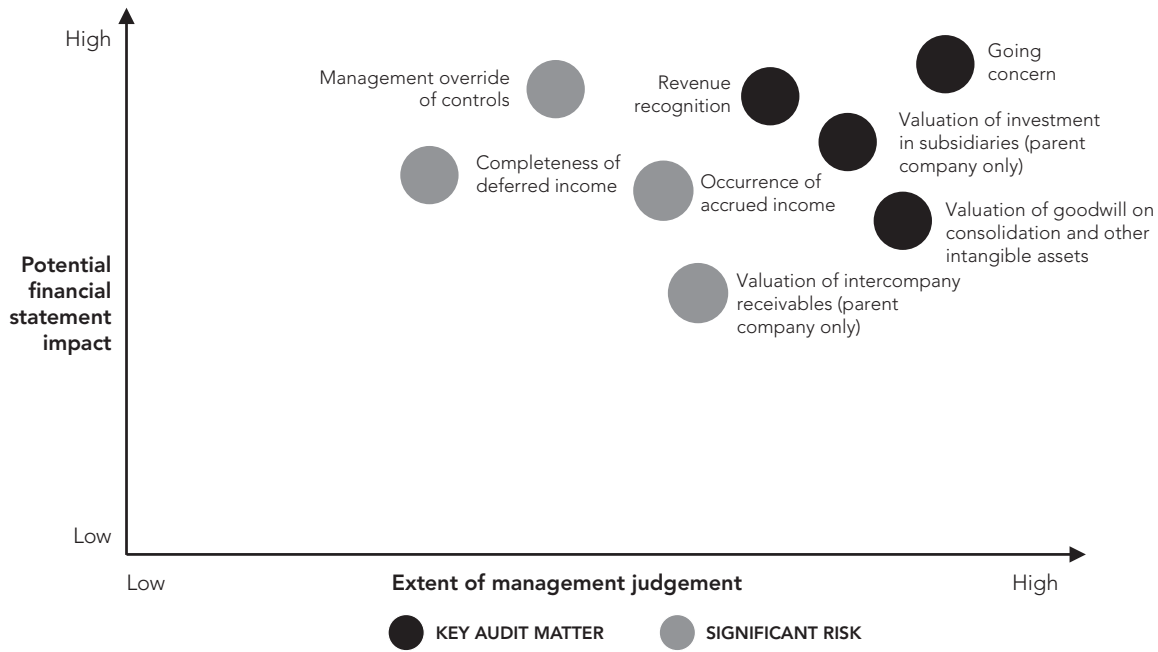 High
Management override
of controls
Revenue
recognition
Going
concern
Valuation of investment
in subsidiaries (parent
company only)
Completeness of
deferred income
Occurrence of
accrued income
Valuation of goodwill on
consolidation and other
intangible assets
Potential
financial
statement
impact
Valuation of intercompany
receivables (parent
company only)
Low
Low
Extent of management judgement
High
KEY AUDIT MATTER
SIGNIFICANT RISK